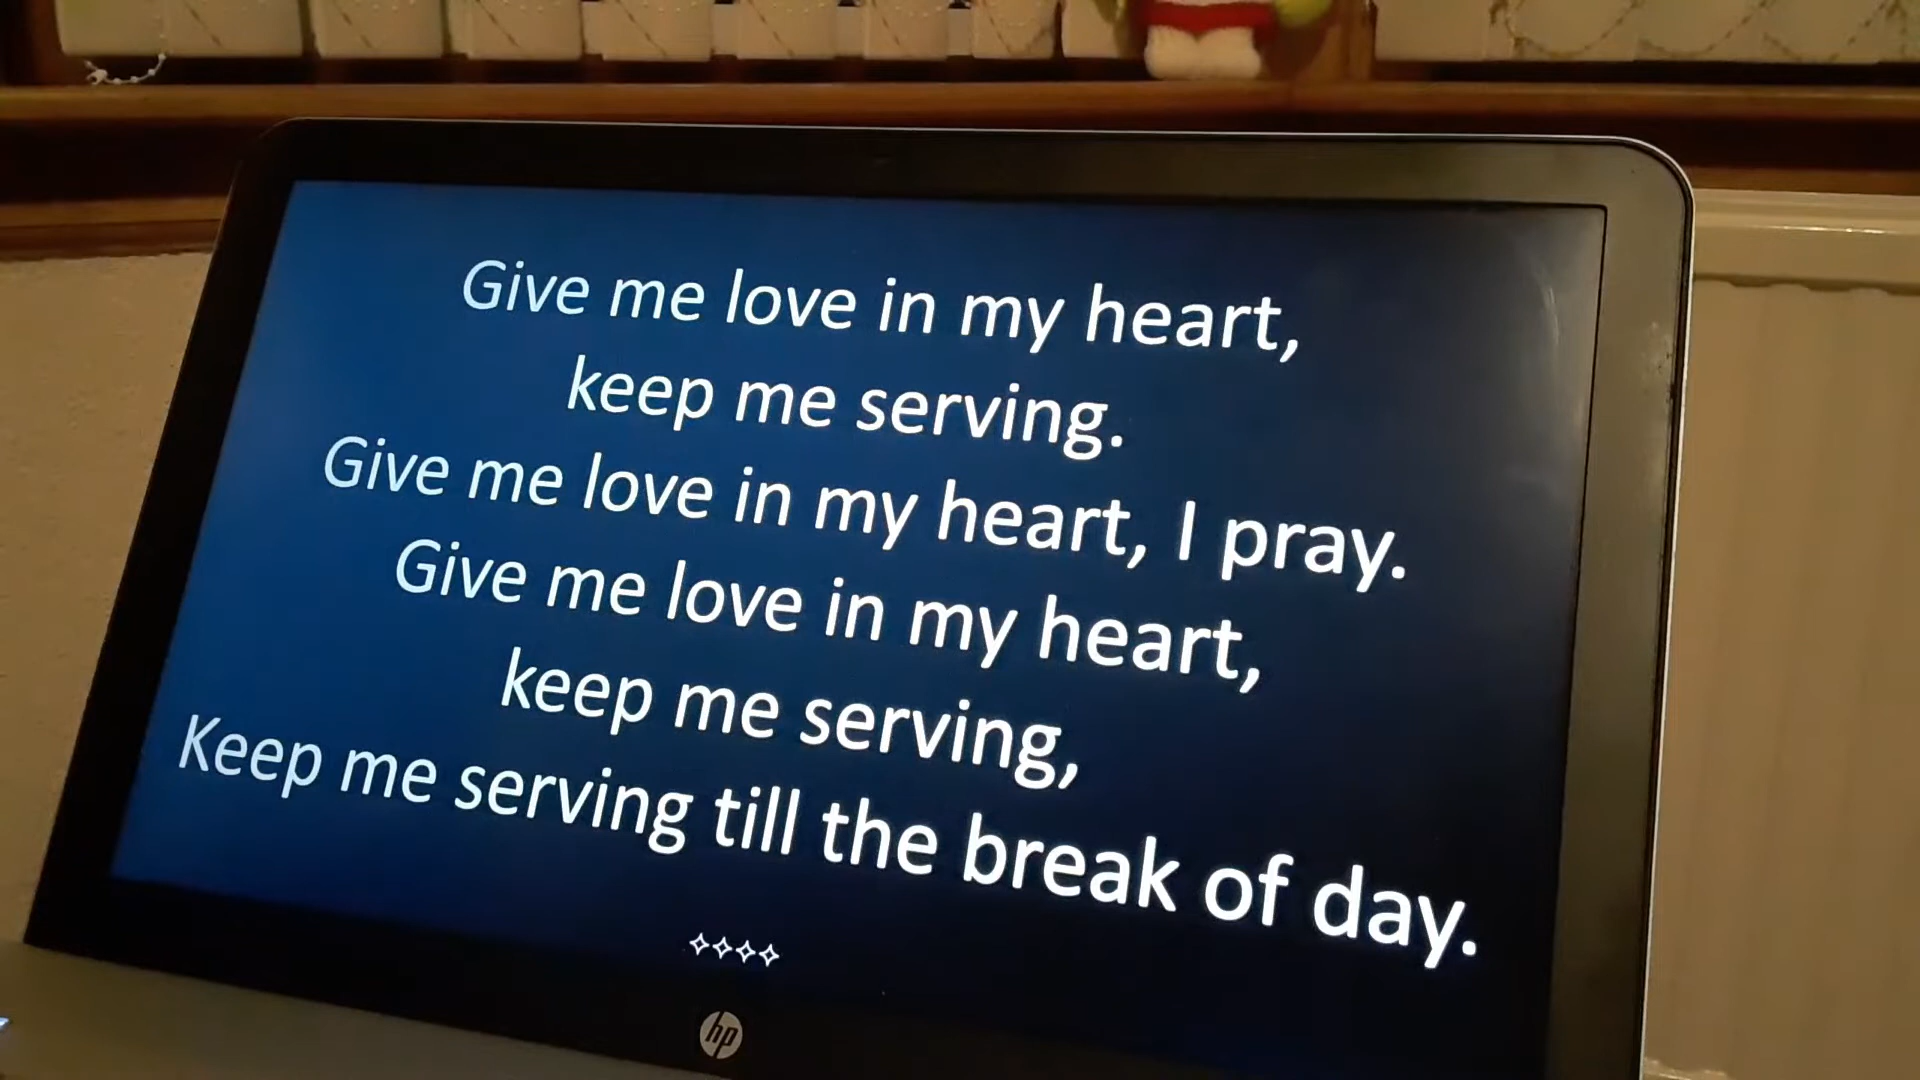 Give me love in my heart,
keep me serving.
Give me love in my heart, I pray.
Give me love in my heart,
keep me serving,
Keep me serving till the break of day.
✧✧✧✧
hp